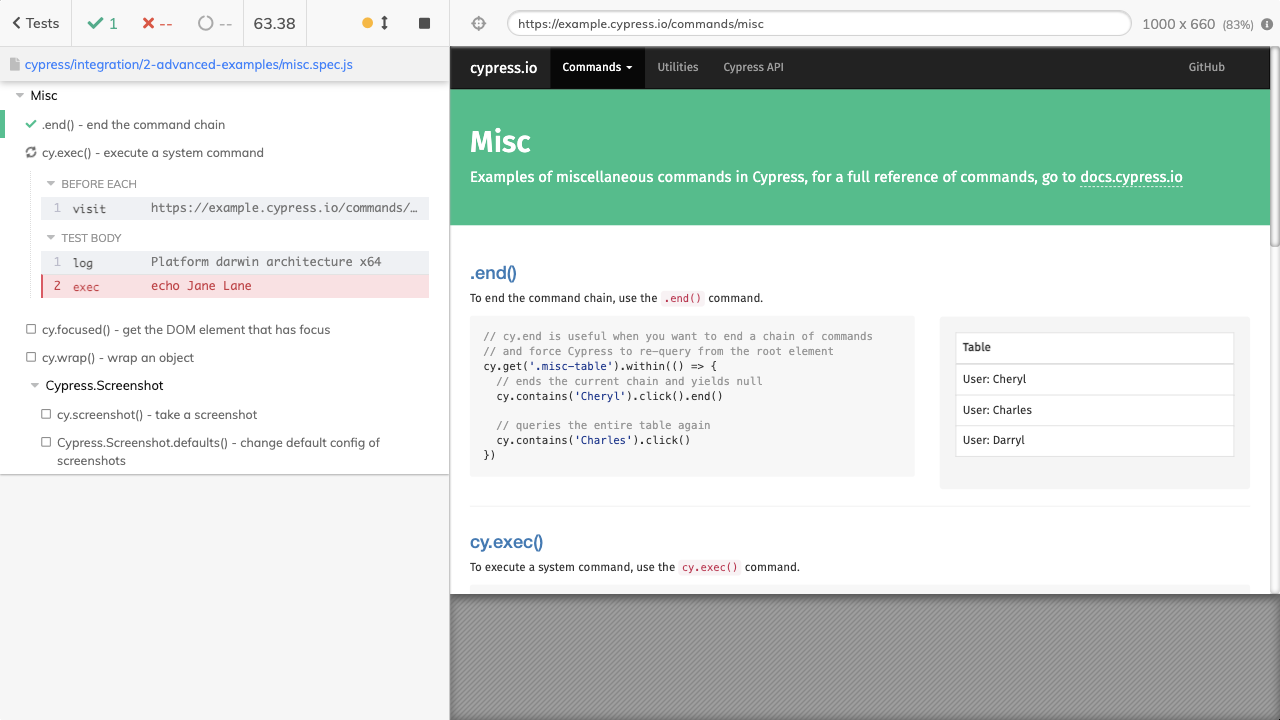 Tests
1
--
--
63.38
https://example.cypress.io/commands/misc
1000 x 660 (83%)
cypress/integration/2-advanced-examples/misc.spec.js
Misc
.end() - end the command chain
cy.exec() - execute a system command
BEFORE EACH
1 visit https://example.cypress.io/commands/…
TEST BODY
1 log Platform darwin architecture x64
2 exec echo Jane Lane
cy.focused() - get the DOM element that has focus
cy.wrap() - wrap an object
Cypress.Screenshot
cy.screenshot() - take a screenshot
Cypress.Screenshot.defaults() - change default config of
screenshots
cypress.io
Commands
Utilities
Cypress API
GitHub
Misc
Examples of miscellaneous commands in Cypress, for a full reference of commands, go to docs.cypress.io
.end()
To end the command chain, use the .end() command.
// cy.end is useful when you want to end a chain of commands
// and force Cypress to re-query from the root element
cy.get('.misc-table').within(() => {
// ends the current chain and yields null
cy.contains('Cheryl').click().end()
// queries the entire table again
cy.contains('Charles').click()
})
Table
User: Cheryl
User: Charles
User: Darryl
cy.exec()
To execute a system command, use the cy.exec() command.